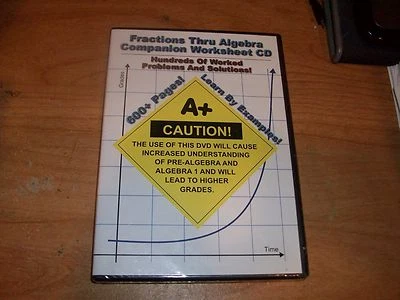 Fractions Thru Algebra
Companion Worksheet CD
Hundreds Of Worked
Problems And Solutions!
Grades
600+ Pages!
Learn By Examples!
A+
CAUTION!
THE USE OF THIS DVD WILL CAUSE
INCREASED UNDERSTANDING
OF PRE-ALGEBRA AND
ALGEBRA 1 AND WILL
LEAD TO HIGHER
GRADES.
Time